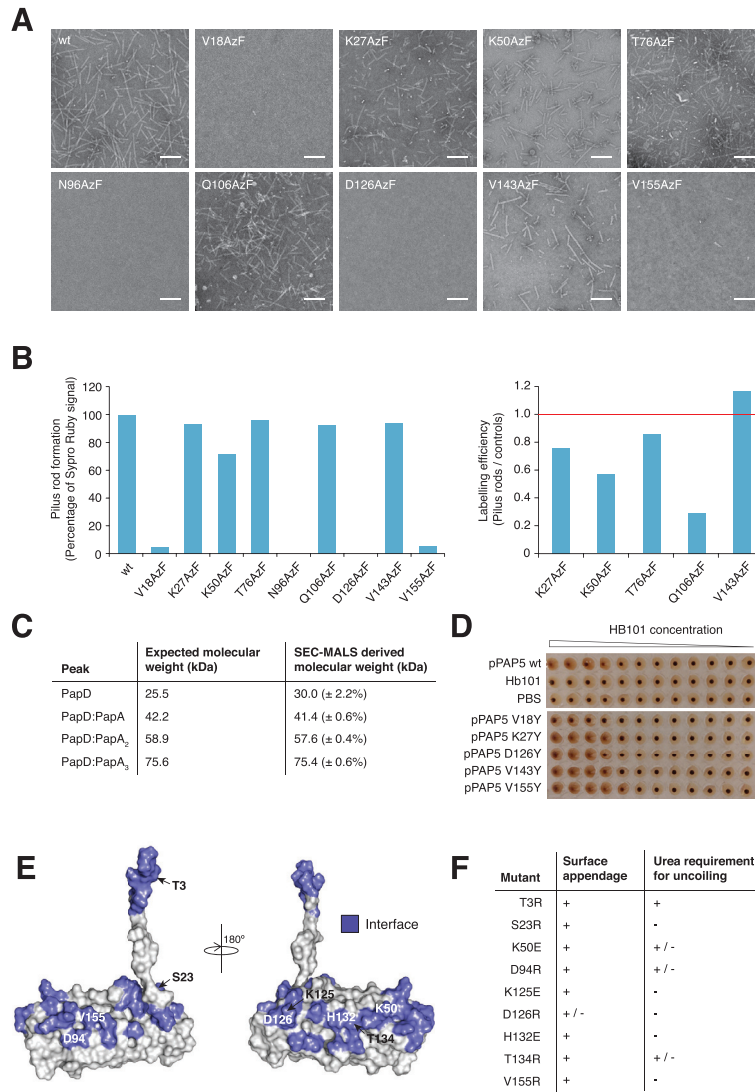 A
wt
V18AzF
K27AzF
K50AzF
T76AzF
N96AzF
Q106AzF
D126AzF
V143AzF
V155AzF
B
Pilus rod formation
(Percentage of Sypro Ruby signal)
120
100
80
60
40
20
0
wt
V18AzF
K27AzF
K50AzF
T76AzF
N96AzF
Q106AzF
D126AzF
V143AzF
V155AzF
Labelling efficiency
(Pilus rods / controls)
1.2
1.0
0.8
0.6
0.4
0.2
0
K27AzF
K50AzF
T76AzF
Q106AzF
V143AzF
C
Peak Expected molecular weight (kDa) SEC-MALS derived molecular weight (kDa)
PapD 25.5 30.0 (± 2.2%)
PapD:PapA 42.2 41.4 (± 0.6%)
PapD:PapA2 58.9 57.6 (± 0.4%)
PapD:PapA3 75.6 75.4 (± 0.6%)
D
HB101 concentration
pPAP5 wt
Hb101
PBS
pPAP5 V18Y
pPAP5 K27Y
pPAP5 D126Y
pPAP5 V143Y
pPAP5 V155Y
E
T3
180º
Interface
S23
V155
D94
K125
D126
H132
K50
T134
F
Mutant Surface appendage Urea requirement for uncoiling
T3R + +
S23R + -
K50E + + / -
D94R + + / -
K125E + -
D126R + / - -
H132E + -
T134R + + / -
V155R + -